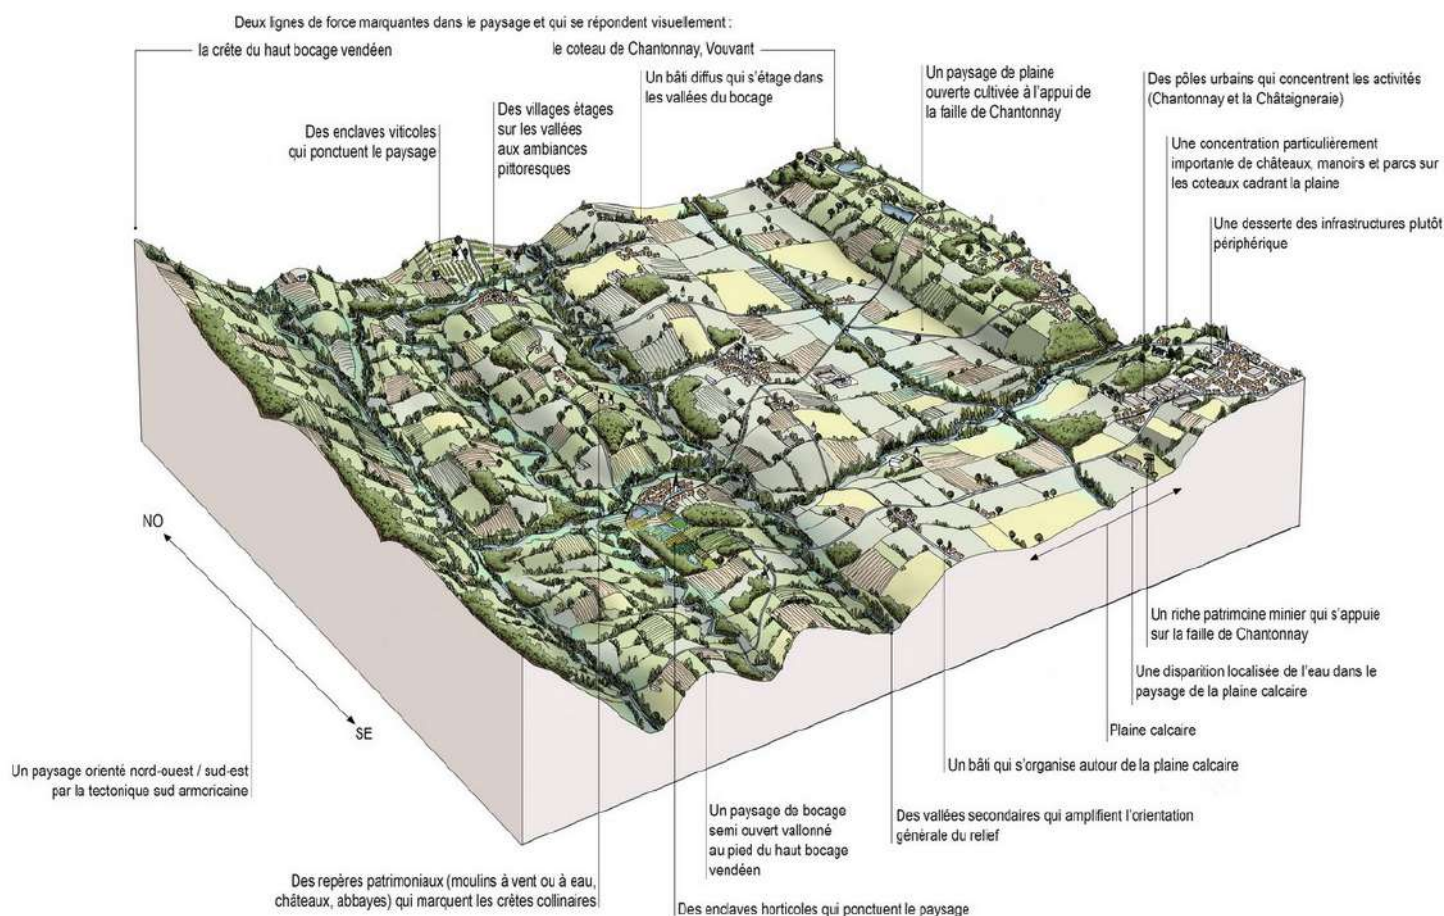 Deux lignes de force marquantes dans le paysage et qui se répondent visuellement :
la crête du haut bocage vendéen
le coteau de Chantonnay, Vouvant
Un bâti diffus qui s'étage dans
les vallées du bocage
Des villages étages
sur les vallées
aux ambiances
pittoresques
Des enclaves viticoles
qui ponctuent le paysage
Un paysage de plaine
ouverte cultivée à l'appui de
la faille de Chantonnay
Des pôles urbains qui concentrent les activités
(Chantonnay et la Châtaigneraie)
Une concentration particulièrement
importante de châteaux, manoirs et parcs sur
les coteaux cadrant la plaine
Une desserte des infrastructures plutôt
périphérique
NO
SE
Un paysage orienté nord-ouest / sud-est
par la tectonique sud armoricaine
Un riche patrimoine minier qui s'appuie
sur la faille de Chantonnay
Une disparition localisée de l'eau dans le
paysage de la plaine calcaire
Plaine calcaire
Un bâti qui s'organise autour de la plaine calcaire
Des vallées secondaires qui amplifient l'orientation
générale du relief
Un paysage de bocage
semi ouvert vallonné
au pied du haut bocage
vendéen
Des repères patrimoniaux (moulins à vent ou à eau,
châteaux, abbayes) qui marquent les crêtes collinaires
Des enclaves horticoles qui ponctuent le paysage